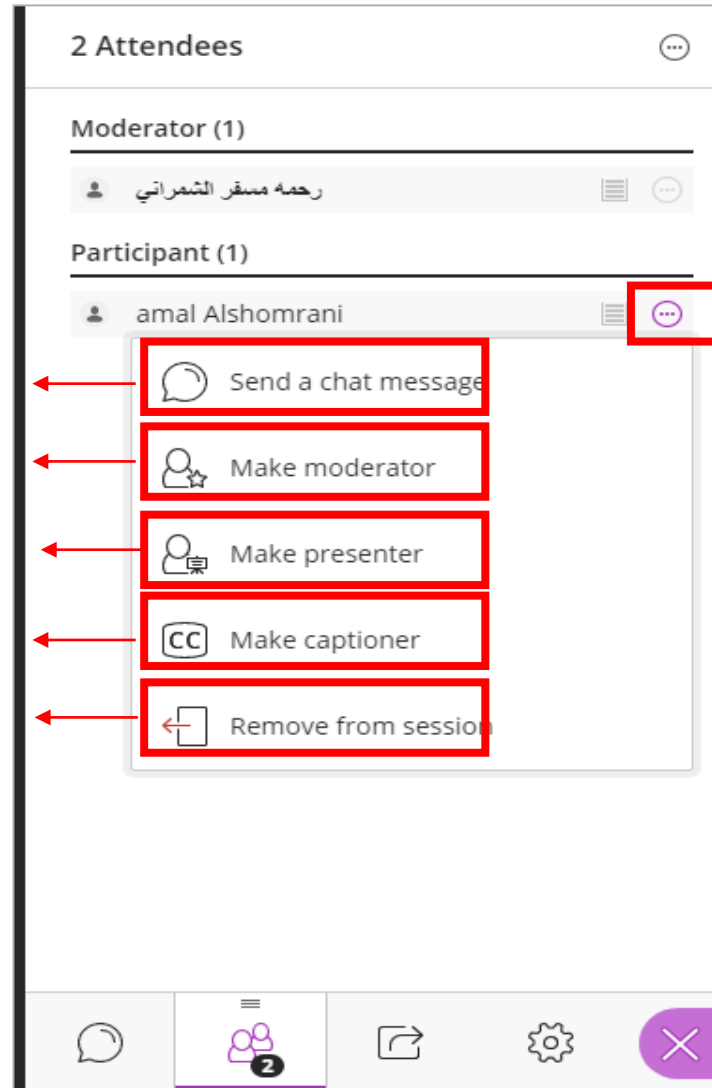 2 Attendees
Moderator (1)
رحمه مسفر الشمراني
Participant (1)
amal Alshomrani
Send a chat message
Make moderator
Make presenter
CC Make captioner
Remove from session
2